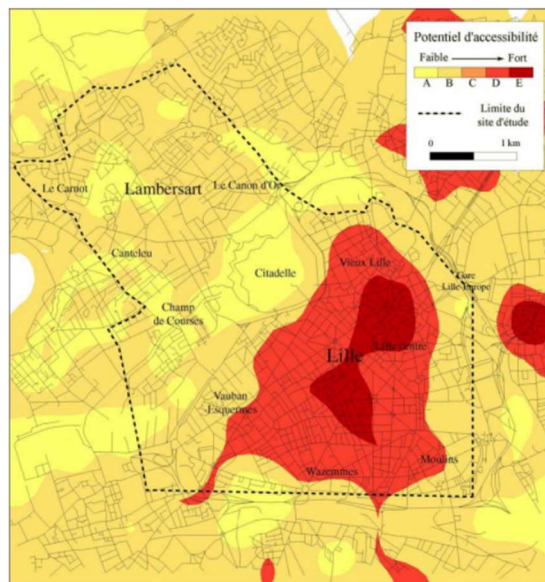 Potentiel d'accessibilité
Faible Fort
A B C D E
Limite du
site d'étude
0 1 km
Le Carnot
Lambersart
Le Canon d'Or
Canteleu
Citadelle
Vieux Lille
Gare
Lille-Europe
Champ
de Courses
Lille
Lille centre
Vauban
Esquermes
Moulins
Wazemmes